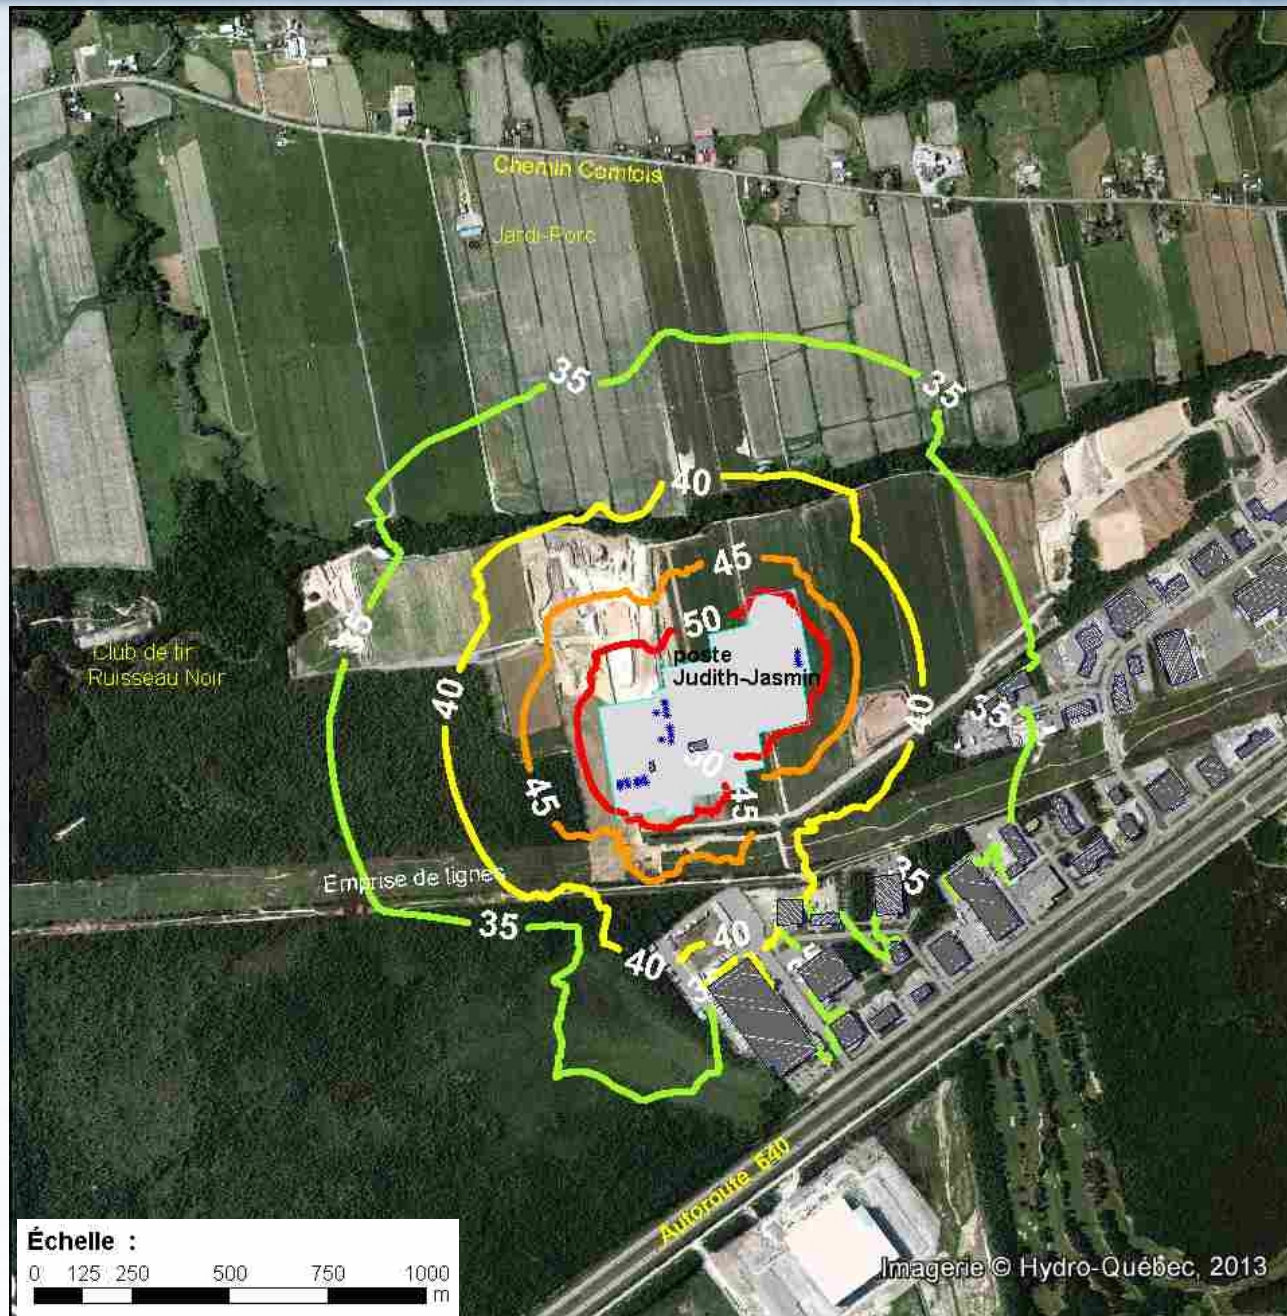 Chemin Comtois
Jardi-Porc
35
35
40
45
50
poste
Judith-Jasmin
Club de tir
Ruisseau Noir
40
40
35
50
45
45
35
Emprise de lignes
35
40
40
Autoroute 640
Échelle :
0 125 250 500 750 1000
m
Imagerie © Hydro-Québec, 2013